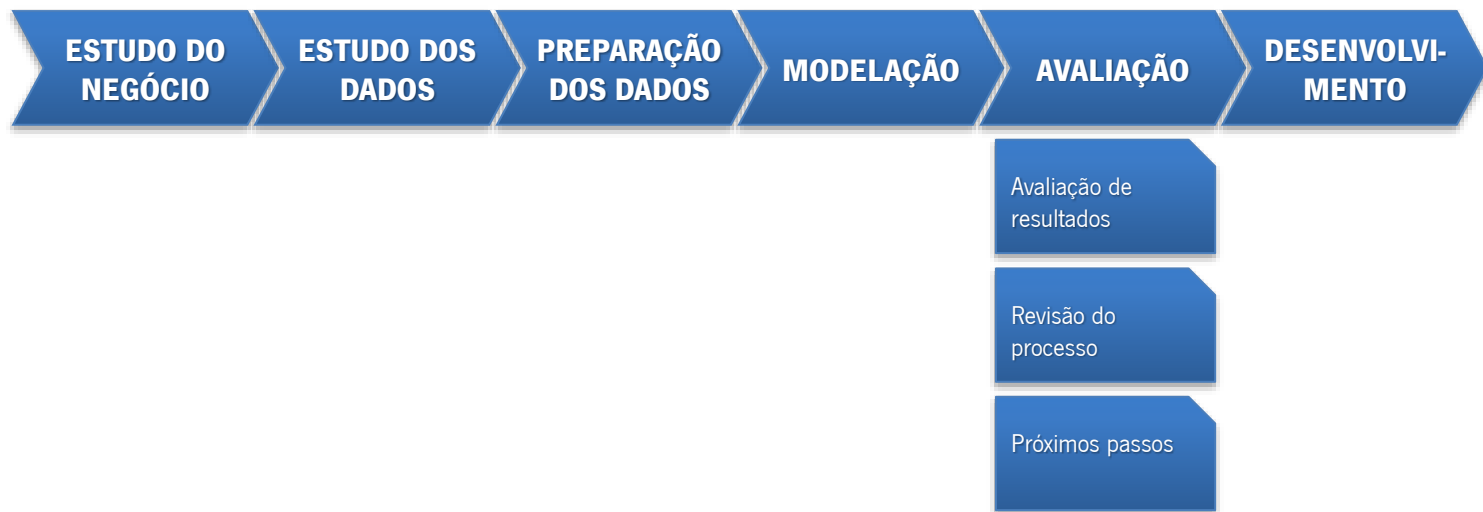 ESTUDO DO
NEGÓCIO
ESTUDO DOS
DADOS
PREPARAÇÃO
DOS DADOS
MODELAÇÃO
AVALIAÇÃO
DESENVOLVI-
MENTO
Avaliação de
resultados
Revisão do
processo
Próximos passos